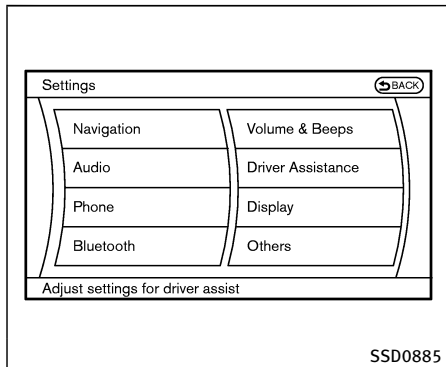 Settings
BACK
Navigation
Volume & Beeps
Audio
Driver Assistance
Phone
Display
Bluetooth
Others
Adjust settings for driver assist
SSD0885